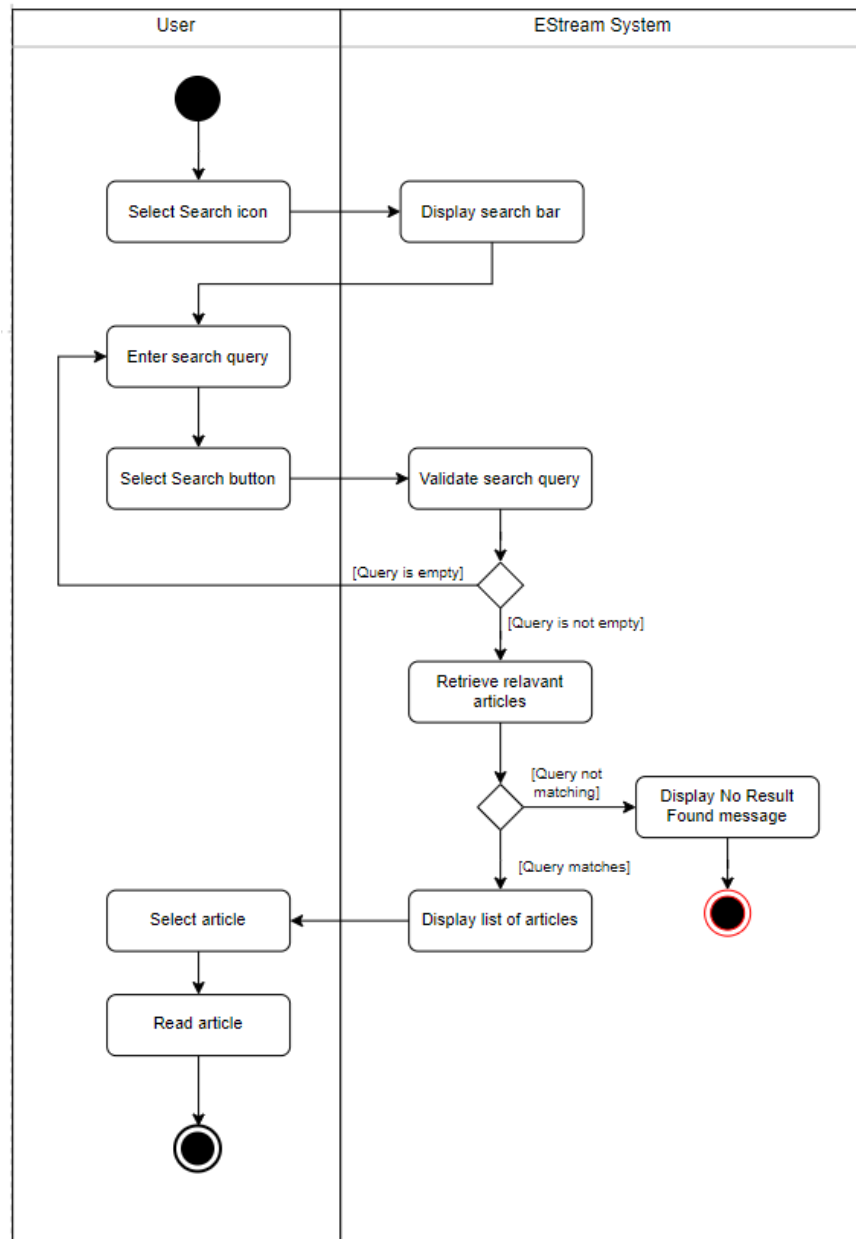 User
EStream System
Select Search icon
Display search bar
Enter search query
Select Search button
Validate search query
[Query is empty]
[Query is not empty]
Retrieve relavant
articles
[Query not
matching]
Display No Result
Found message
[Query matches]
Select article
Display list of articles
Read article